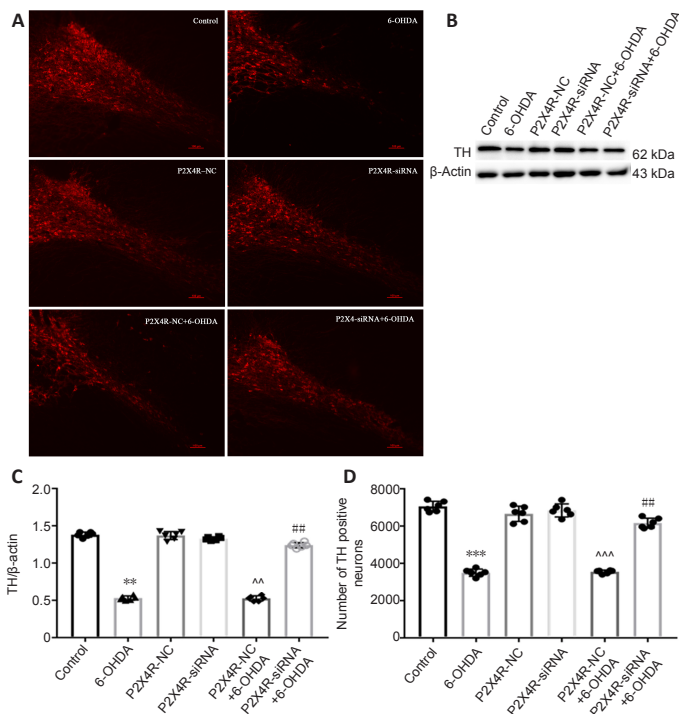 A
Control
6-OHDA
P2X4R-NC
P2X4R-siRNA
P2X4R-NC+6-OHDA
P2X4-siRNA+6-OHDA
B
Control
6-OHDA
P2X4R-NC
P2X4R-siRNA
P2X4R-NC+6-OHDA
P2X4R-siRNA+6-OHDA
TH
62 kDa
β-Actin
43 kDa
C
TH/β-actin
2.0
1.5
1.0
0.5
0.0
**
^^
##
Control
6-OHDA
P2X4R-NC
P2X4R-siRNA
P2X4R-NC
+6-OHDA
P2X4R-siRNA
+6-OHDA
D
Number of TH positive
neurons
8000
6000
4000
2000
0
***
^^^
##
Control
6-OHDA
P2X4R-NC
P2X4R-siRNA
P2X4R-NC
+6-OHDA
P2X4R-siRNA
+6-OHDA